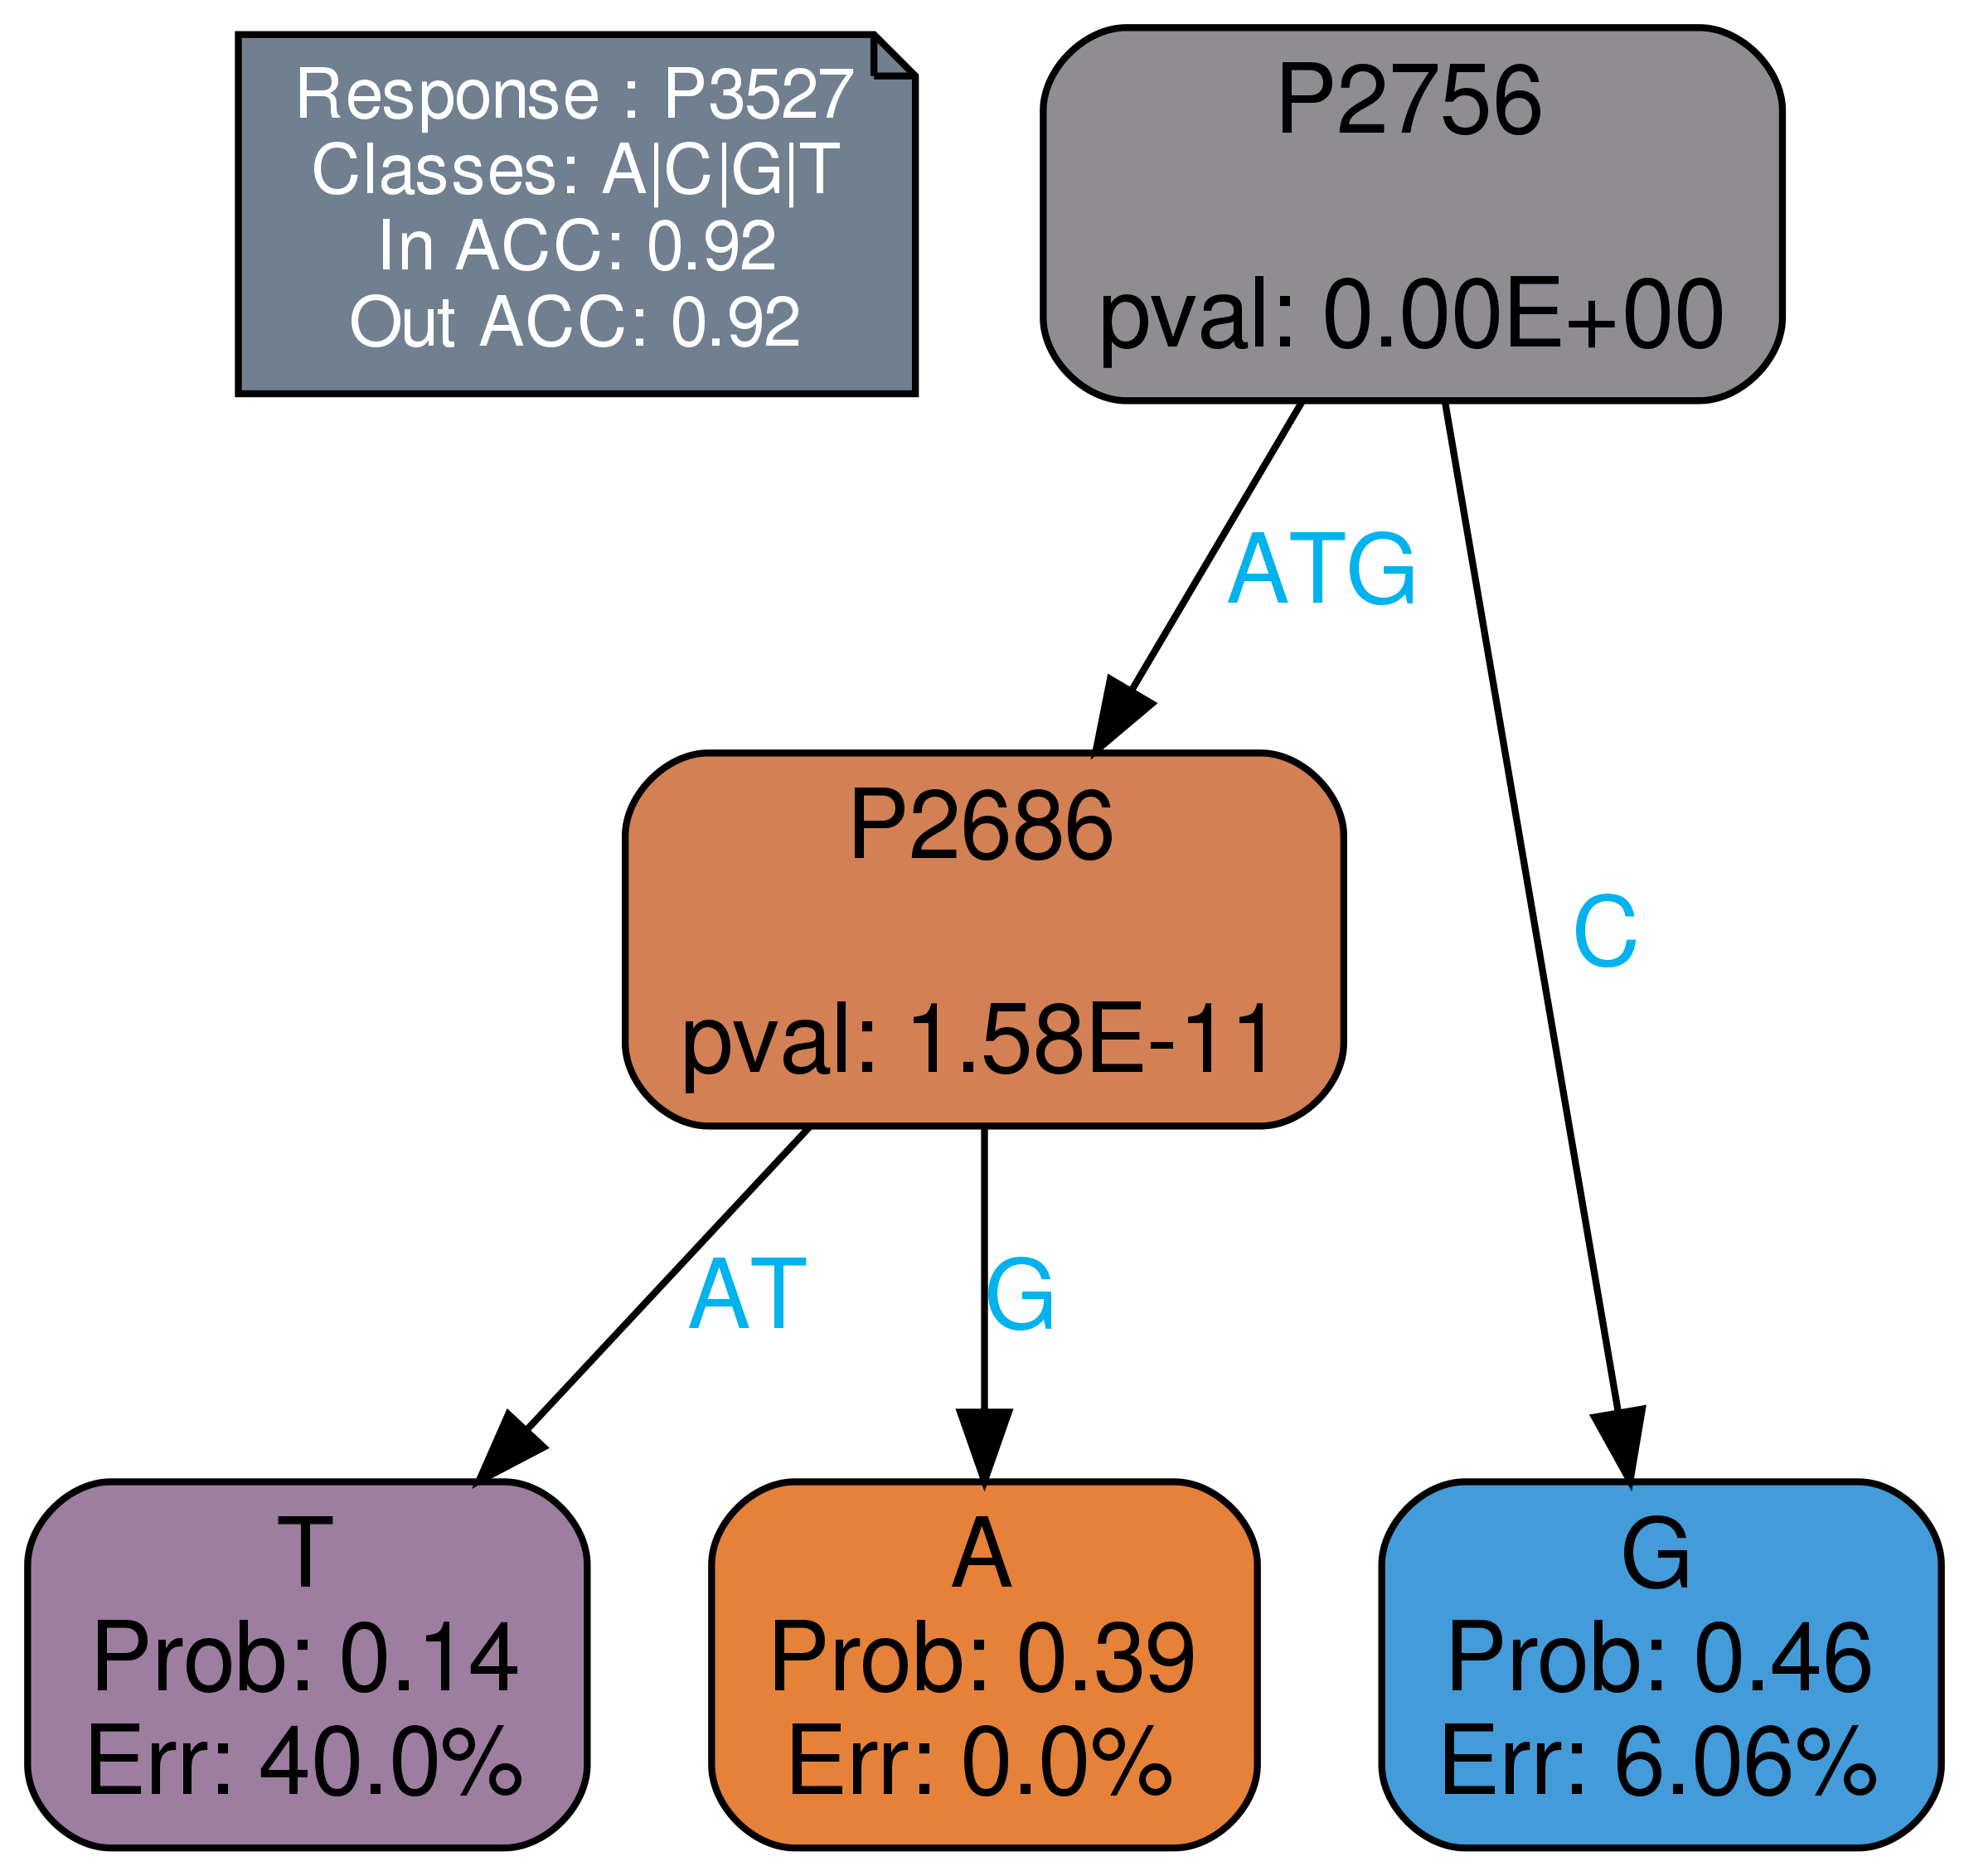 Response : P3527
Classes: A|C|G|T
In ACC: 0.92
Out ACC: 0.92
P2756
pval: 0.00E+00
ATG
P2686
pval: 1.58E-11
C
AT
G
T
Prob: 0.14
Err: 40.0%
A
Prob: 0.39
Err: 0.0%
G
Prob: 0.46
Err: 6.06%